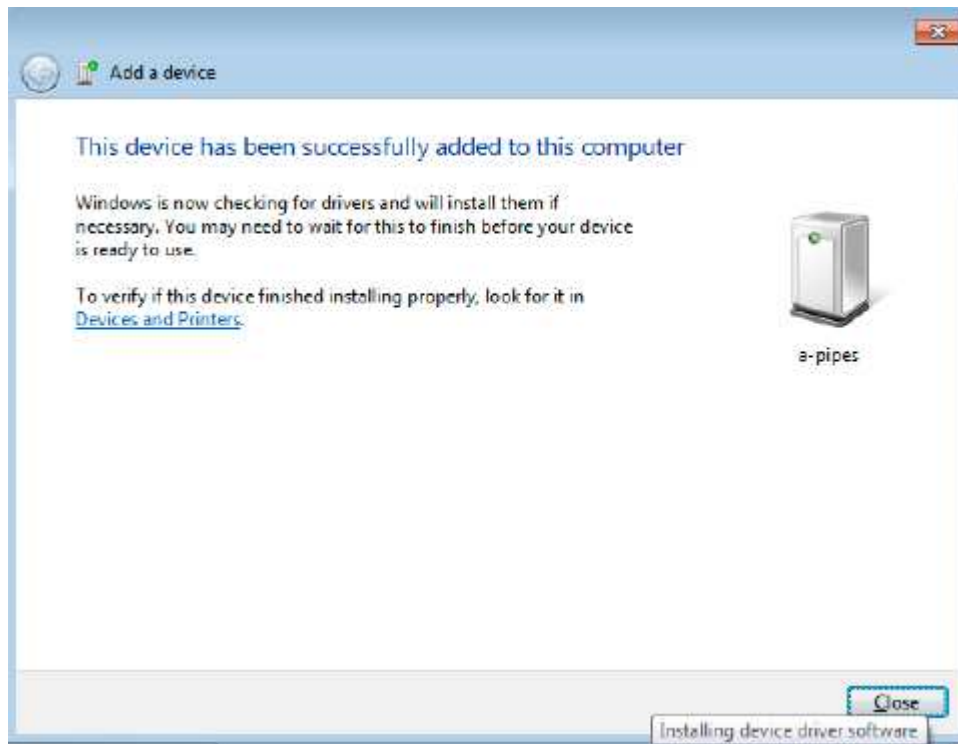 Add a device
This device has been successfully added to this computer
Windows is now checking for drivers and will install them if
necessary. You may need to wait for this to finish before your device
is ready to use.
To verify if this device finished installing properly, look for it in
Devices and Printers.
a-pipes
Close
Installing device driver software